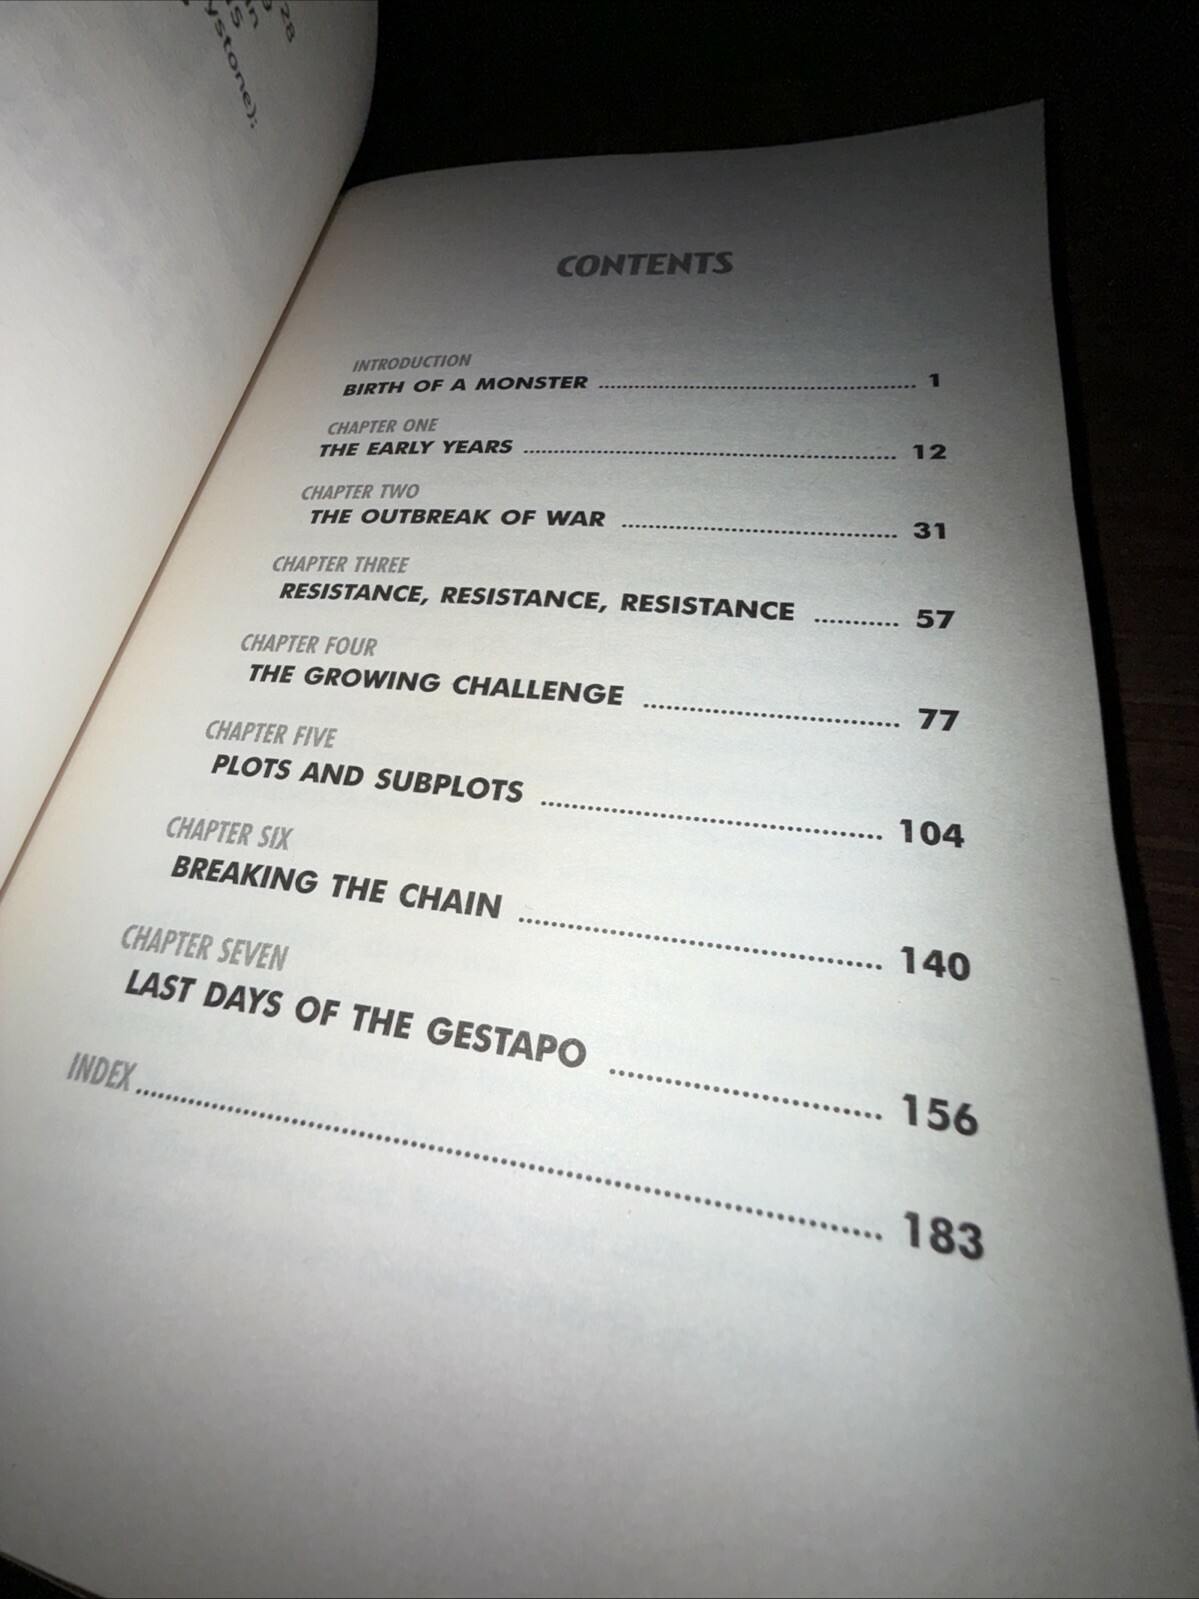 28
ystone):
CONTENTS
INTRODUCTION
BIRTH OF A MONSTER ........................................ 1
CHAPTER ONE
THE EARLY YEARS ........................................ 12
CHAPTER TWO
THE OUTBREAK OF WAR ........................................ 31
CHAPTER THREE
RESISTANCE, RESISTANCE, RESISTANCE ........... 57
CHAPTER FOUR
THE GROWING CHALLENGE .............................. 77
CHAPTER FIVE
PLOTS AND SUBPLOTS ........................................ 104
CHAPTER SIX
BREAKING THE CHAIN ........................................ 140
CHAPTER SEVEN
LAST DAYS OF THE GESTAPO .............................. 156
INDEX ........................................ 183